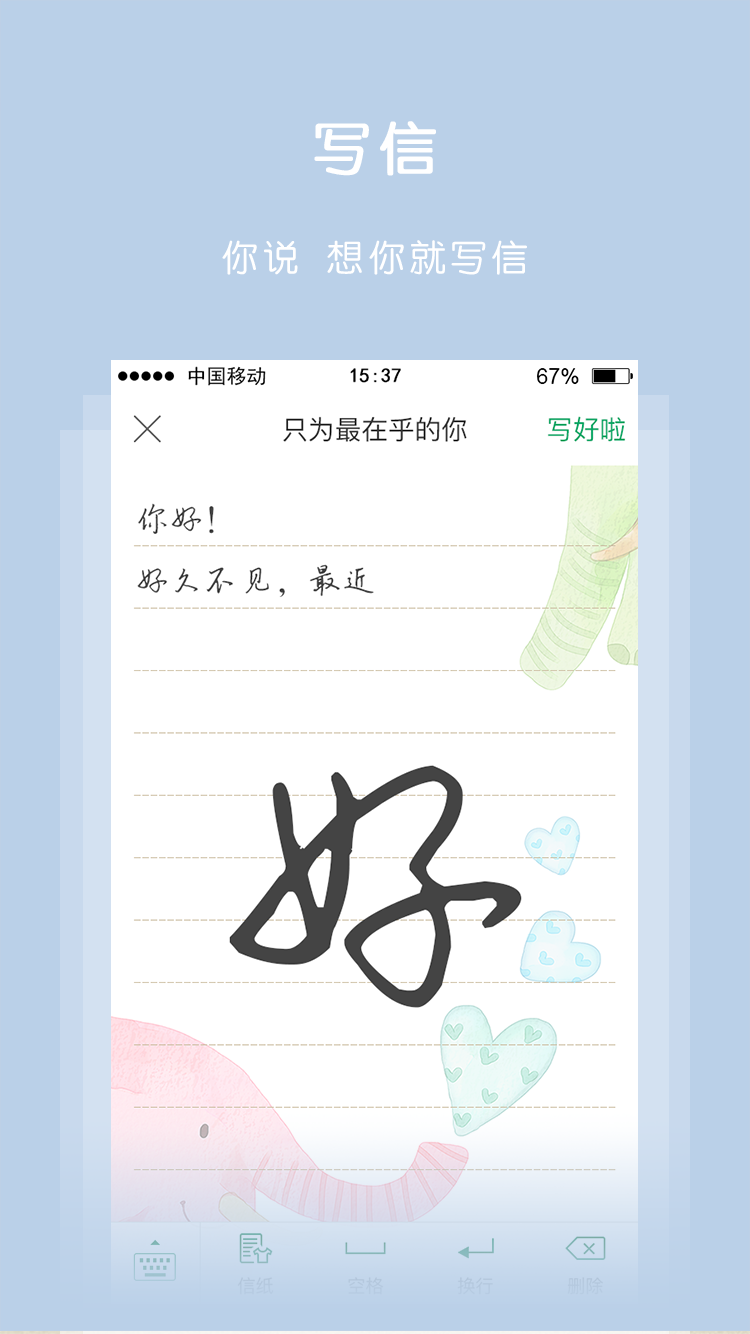 写信
你说 想你就写信
中国移动 15:37 67%
只为最在乎的你 写好啦
你好！
好久不见，最近
好
信纸 空格 换行 删除